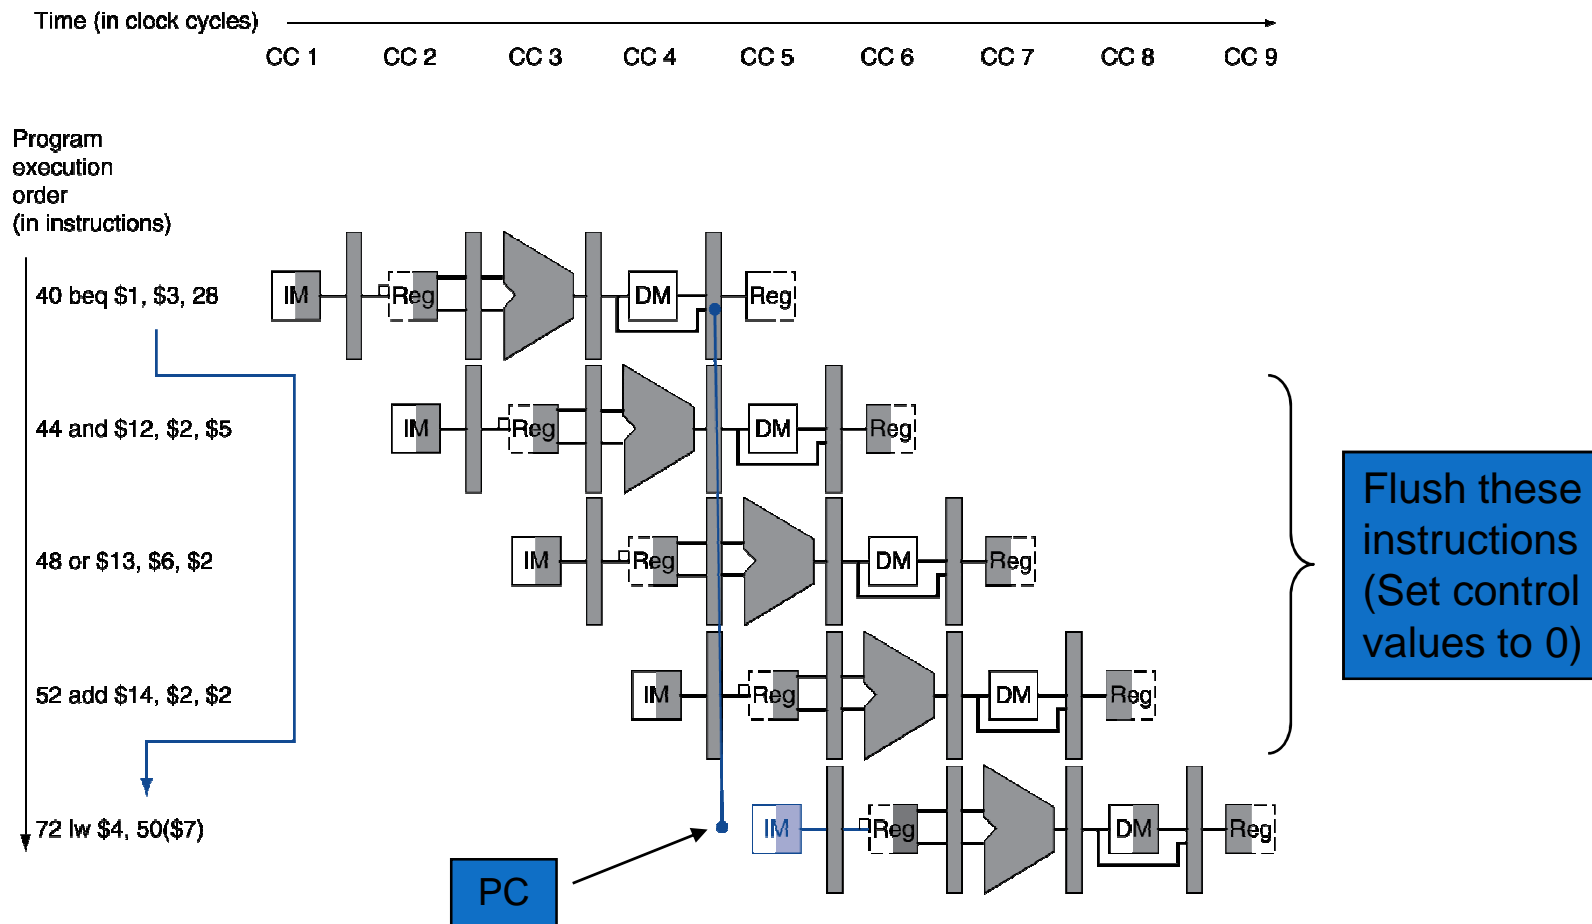 Time (in clock cycles)
CC 1 CC 2 CC 3 CC 4 CC 5 CC 6 CC 7 CC 8 CC 9
Program
execution
order
(in instructions)
40 beq $1, $3, 28
IM Reg DM Reg
44 and $12, $2, $5
IM Reg DM Reg
48 or $13, $6, $2
IM Reg DM Reg
52 add $14, $2, $2
IM Reg DM Reg
72 lw $4, 50($7)
IM Reg DM Reg
PC
Flush these
instructions
(Set control
values to 0)